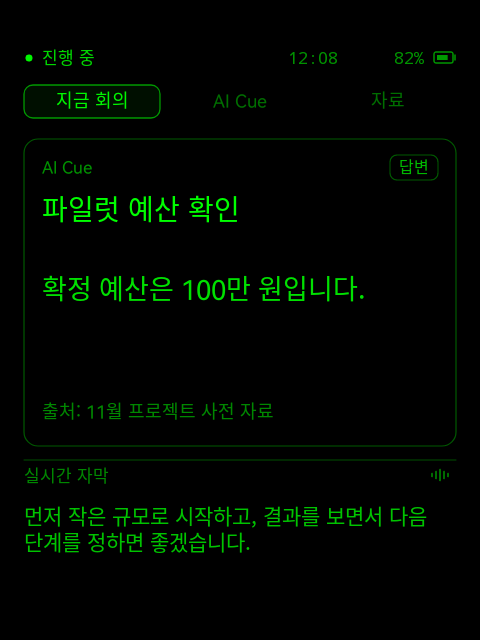 진행 중
12:08
82%
지금 회의
AI Cue
자료
AI Cue
답변
파일럿 예산 확인
확정 예산은 100만 원입니다.
출처: 11월 프로젝트 사전 자료
실시간 자막
먼저 작은 규모로 시작하고, 결과를 보면서 다음
단계를 정하면 좋겠습니다.